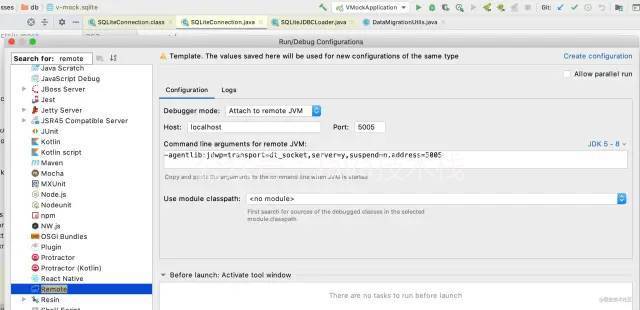 sses
db
v-mock.sqlite
VMockApplication
SQLiteConnection.class
SQLiteConnection.java
SQLiteJDBCLoader.java
DataMigrationUtils.java
Run/Debug Configurations
Search for: remote
Template. The values saved here will be used for new configurations of the same type
Create configuration
Allow parallel run
Java Scratch
JavaScript Debug
JBoss Server
Jest
Jetty Server
JSR45 Compatible Server
JUnit
Kotlin
Kotlin script
Maven
Mocha
MXUnit
Node.js
Nodeunit
npm
NW.js
OSGi Bundles
Plugin
Protractor
Protractor (Kotlin)
React Native
Remote
Resin
Configuration
Logs
Debugger mode: Attach to remote JVM
Host: localhost
Port: 5005
Command line arguments for remote JVM:
JDK 5 - 8
-agentlib:jdwp=transport=dt_socket,server=y,suspend=n,address=5005
Copy and paste the arguments to the command line when JVM is started
Use module classpath: <no module>
First search for sources of the debugged classes in the selected
module classpath.
Before launch: Activate tool window
There are no tasks to run before launch